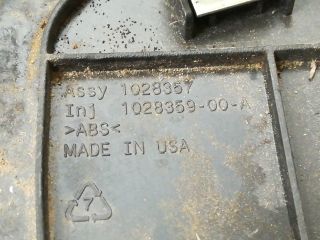 Assy 1028357
Inj 1028359-00-A
>ABS<
MADE IN USA
7